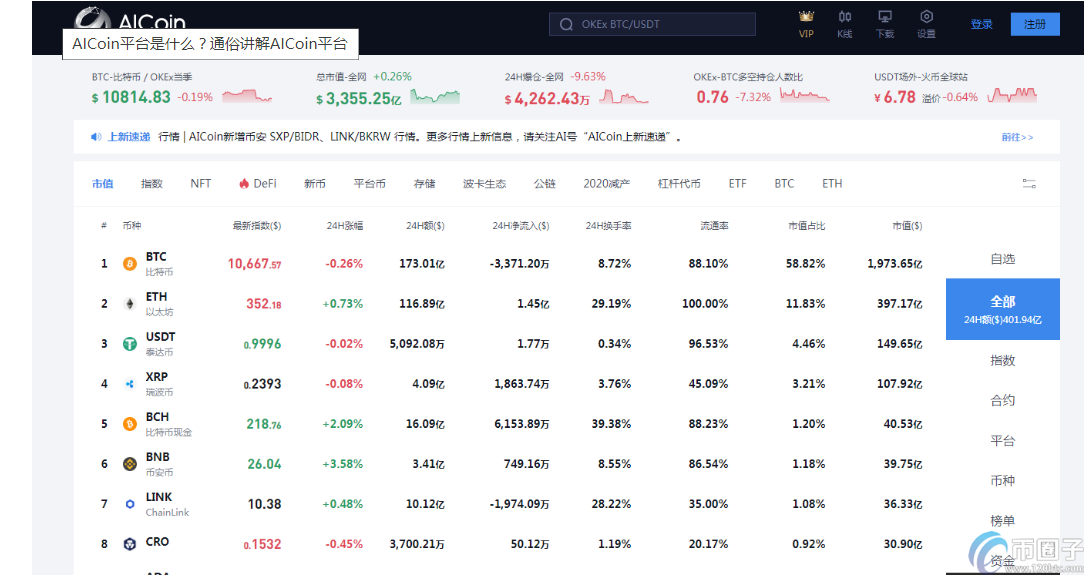 AICoin
OKEx BTC/USDT
VIP
K线
下载
设置
登录
注册
AICoin平台是什么？通俗讲解AICoin平台
BTC-比特币 / OKEx当季
$ 10814.83 -0.19%
总市值-全网 +0.26%
$ 3,355.25亿
24H爆仓-全网 -9.63%
$ 4,262.43万
OKEx-BTC多空持仓人数比
0.76 -7.32%
USDT场外-火币全球站
¥ 6.78 溢价 -0.64%
上新速递 行情 | AICoin新增币安 SXP/BIDR、LINK/BKRW 行情。更多行情上新信息，请关注AI号“AICoin上新速递”。 前往>>
市值 指数 NFT DeFi 新币 平台币 存储 波卡生态 公链 2020减产 杠杆代币 ETF BTC ETH
# 币种 最新指数($) 24H涨幅 24H额($) 24H净流入($) 24H换手率 流通率 市值占比 市值($)
1 BTC 10,667.57 -0.26% 173.01亿 -3,371.20万 8.72% 88.10% 58.82% 1,973.65亿
比特币
2 ETH 352.18 +0.73% 116.89亿 1.45亿 29.19% 100.00% 11.83% 397.17亿
以太坊
3 USDT 0.9996 -0.02% 5,092.08万 1.77万 0.34% 96.53% 4.46% 149.65亿
泰达币
4 XRP 0.2393 -0.08% 4.09亿 1,863.74万 3.76% 45.09% 3.21% 107.92亿
瑞波币
5 BCH 218.76 +2.09% 16.09亿 6,153.89万 39.38% 88.23% 1.20% 40.53亿
比特币现金
6 BNB 26.04 +3.58% 3.41亿 749.16万 8.55% 86.54% 1.18% 39.75亿
币安币
7 LINK 10.38 +0.48% 10.12亿 -1,974.09万 28.22% 35.00% 1.08% 36.33亿
ChainLink
8 CRO 0.1532 -0.45% 3,700.21万 50.12万 1.19% 20.17% 0.92% 30.90亿
自选
全部
24H额($)401.94亿
指数
合约
平台
币种
榜单
资金
币圈子
www.120btc.com